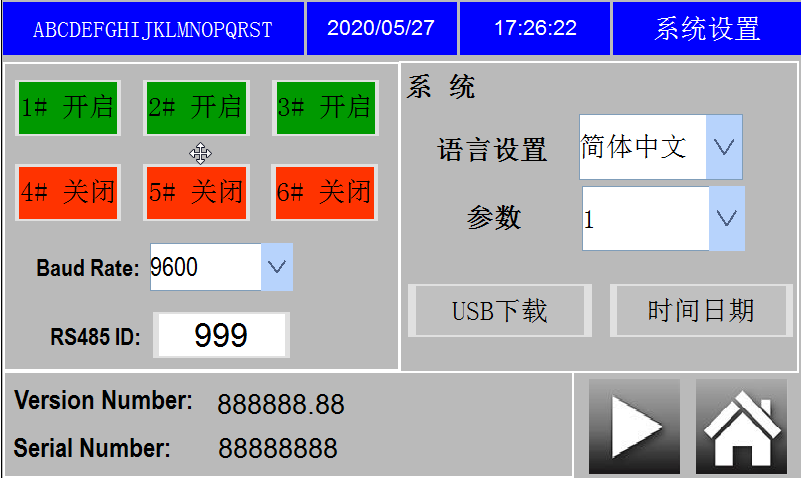 ABCDEFGHIJKLMNOPQRST 2020/05/27 17:26:22 系统设置
1# 开启 2# 开启 3# 开启
4# 关闭 5# 关闭 6# 关闭
Baud Rate: 9600
RS485 ID: 999
系 统
语言设置 简体中文
参数 1
USB下载 时间日期
Version Number: 888888.88
Serial Number: 88888888